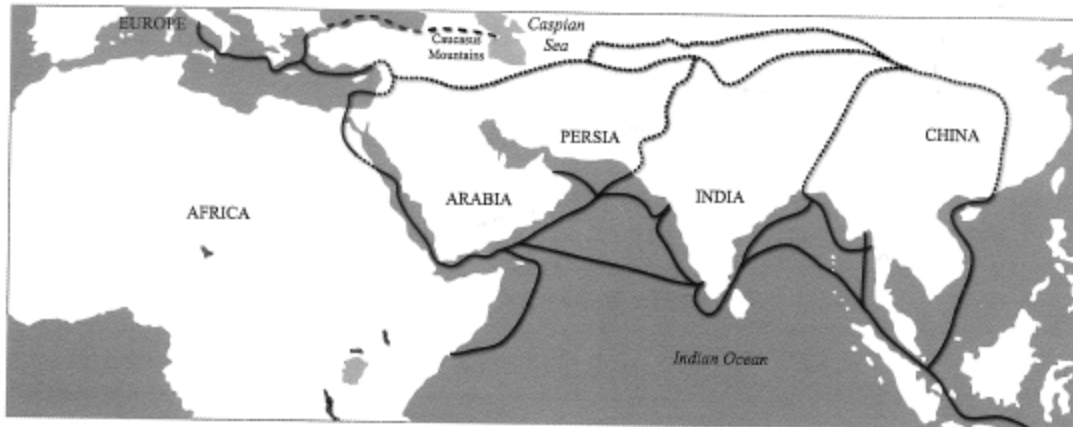 EUROPE
Caspian
Sea
Caucasus
Mountains
PERSIA
CHINA
ARABIA
INDIA
AFRICA
Indian Ocean